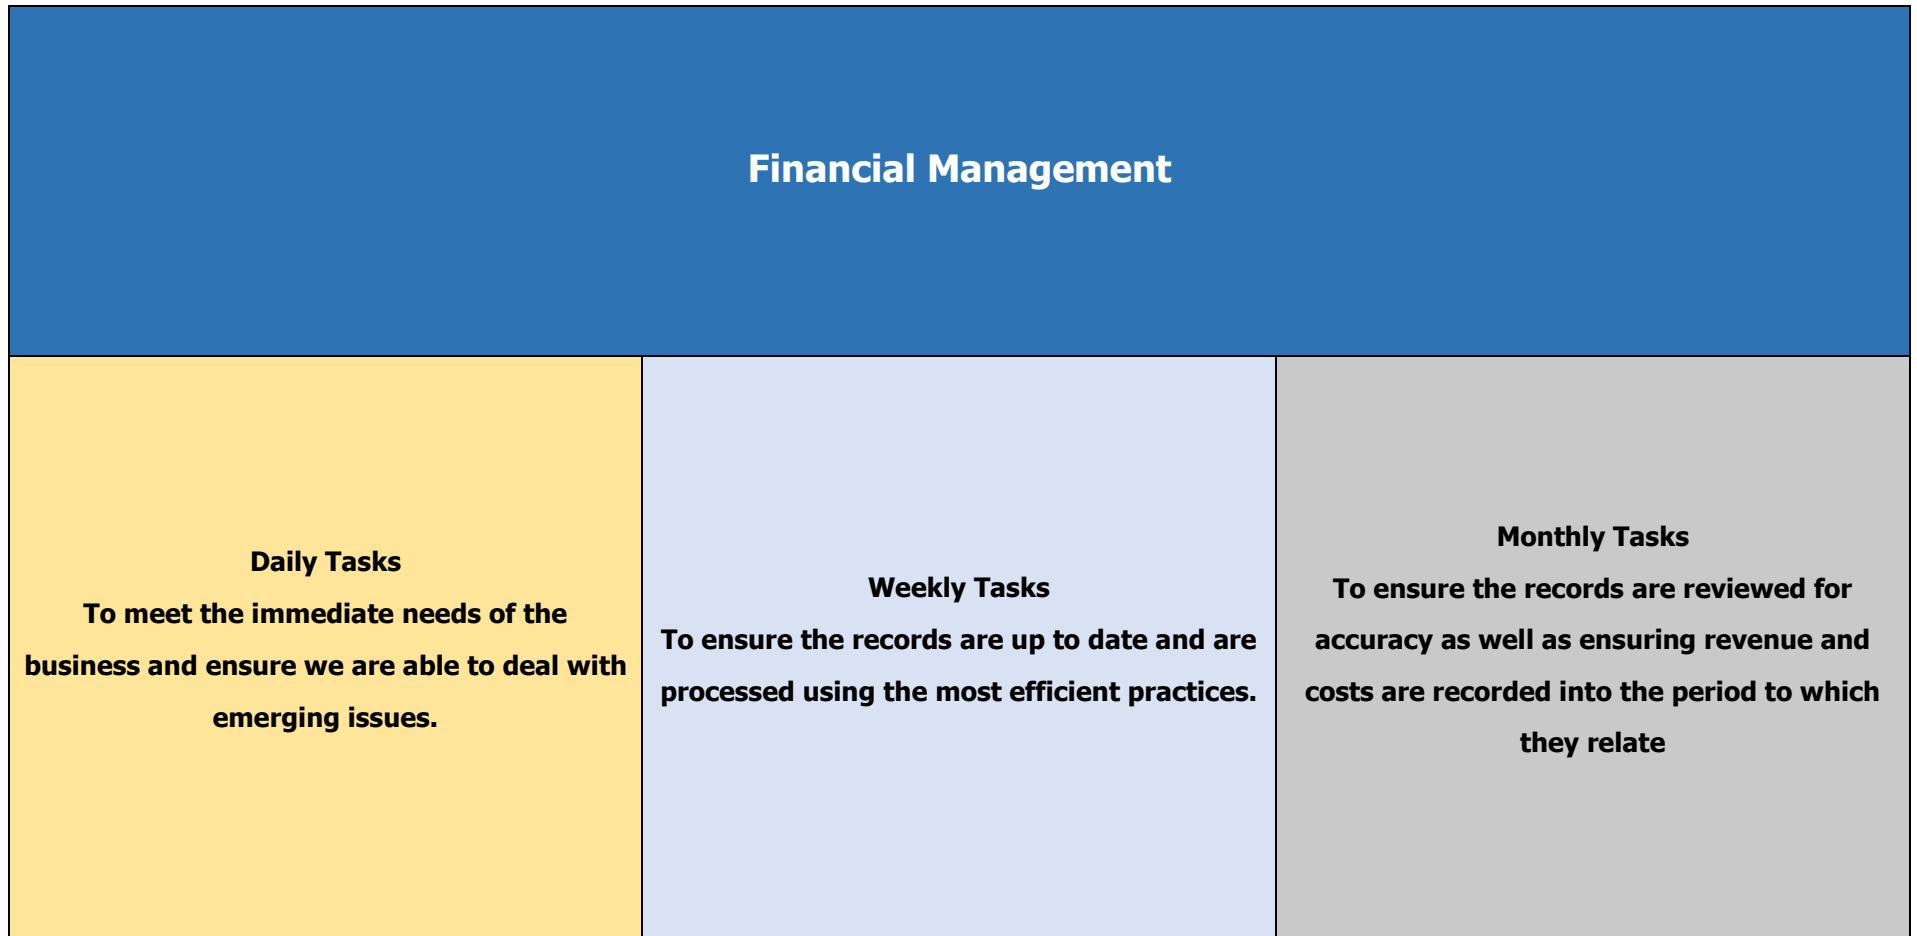 Financial Management
Daily Tasks
To meet the immediate needs of the
business and ensure we are able to deal with
emerging issues.
Weekly Tasks
To ensure the records are up to date and are
processed using the most efficient practices.
Monthly Tasks
To ensure the records are reviewed for
accuracy as well as ensuring revenue and
costs are recorded into the period to which
they relate